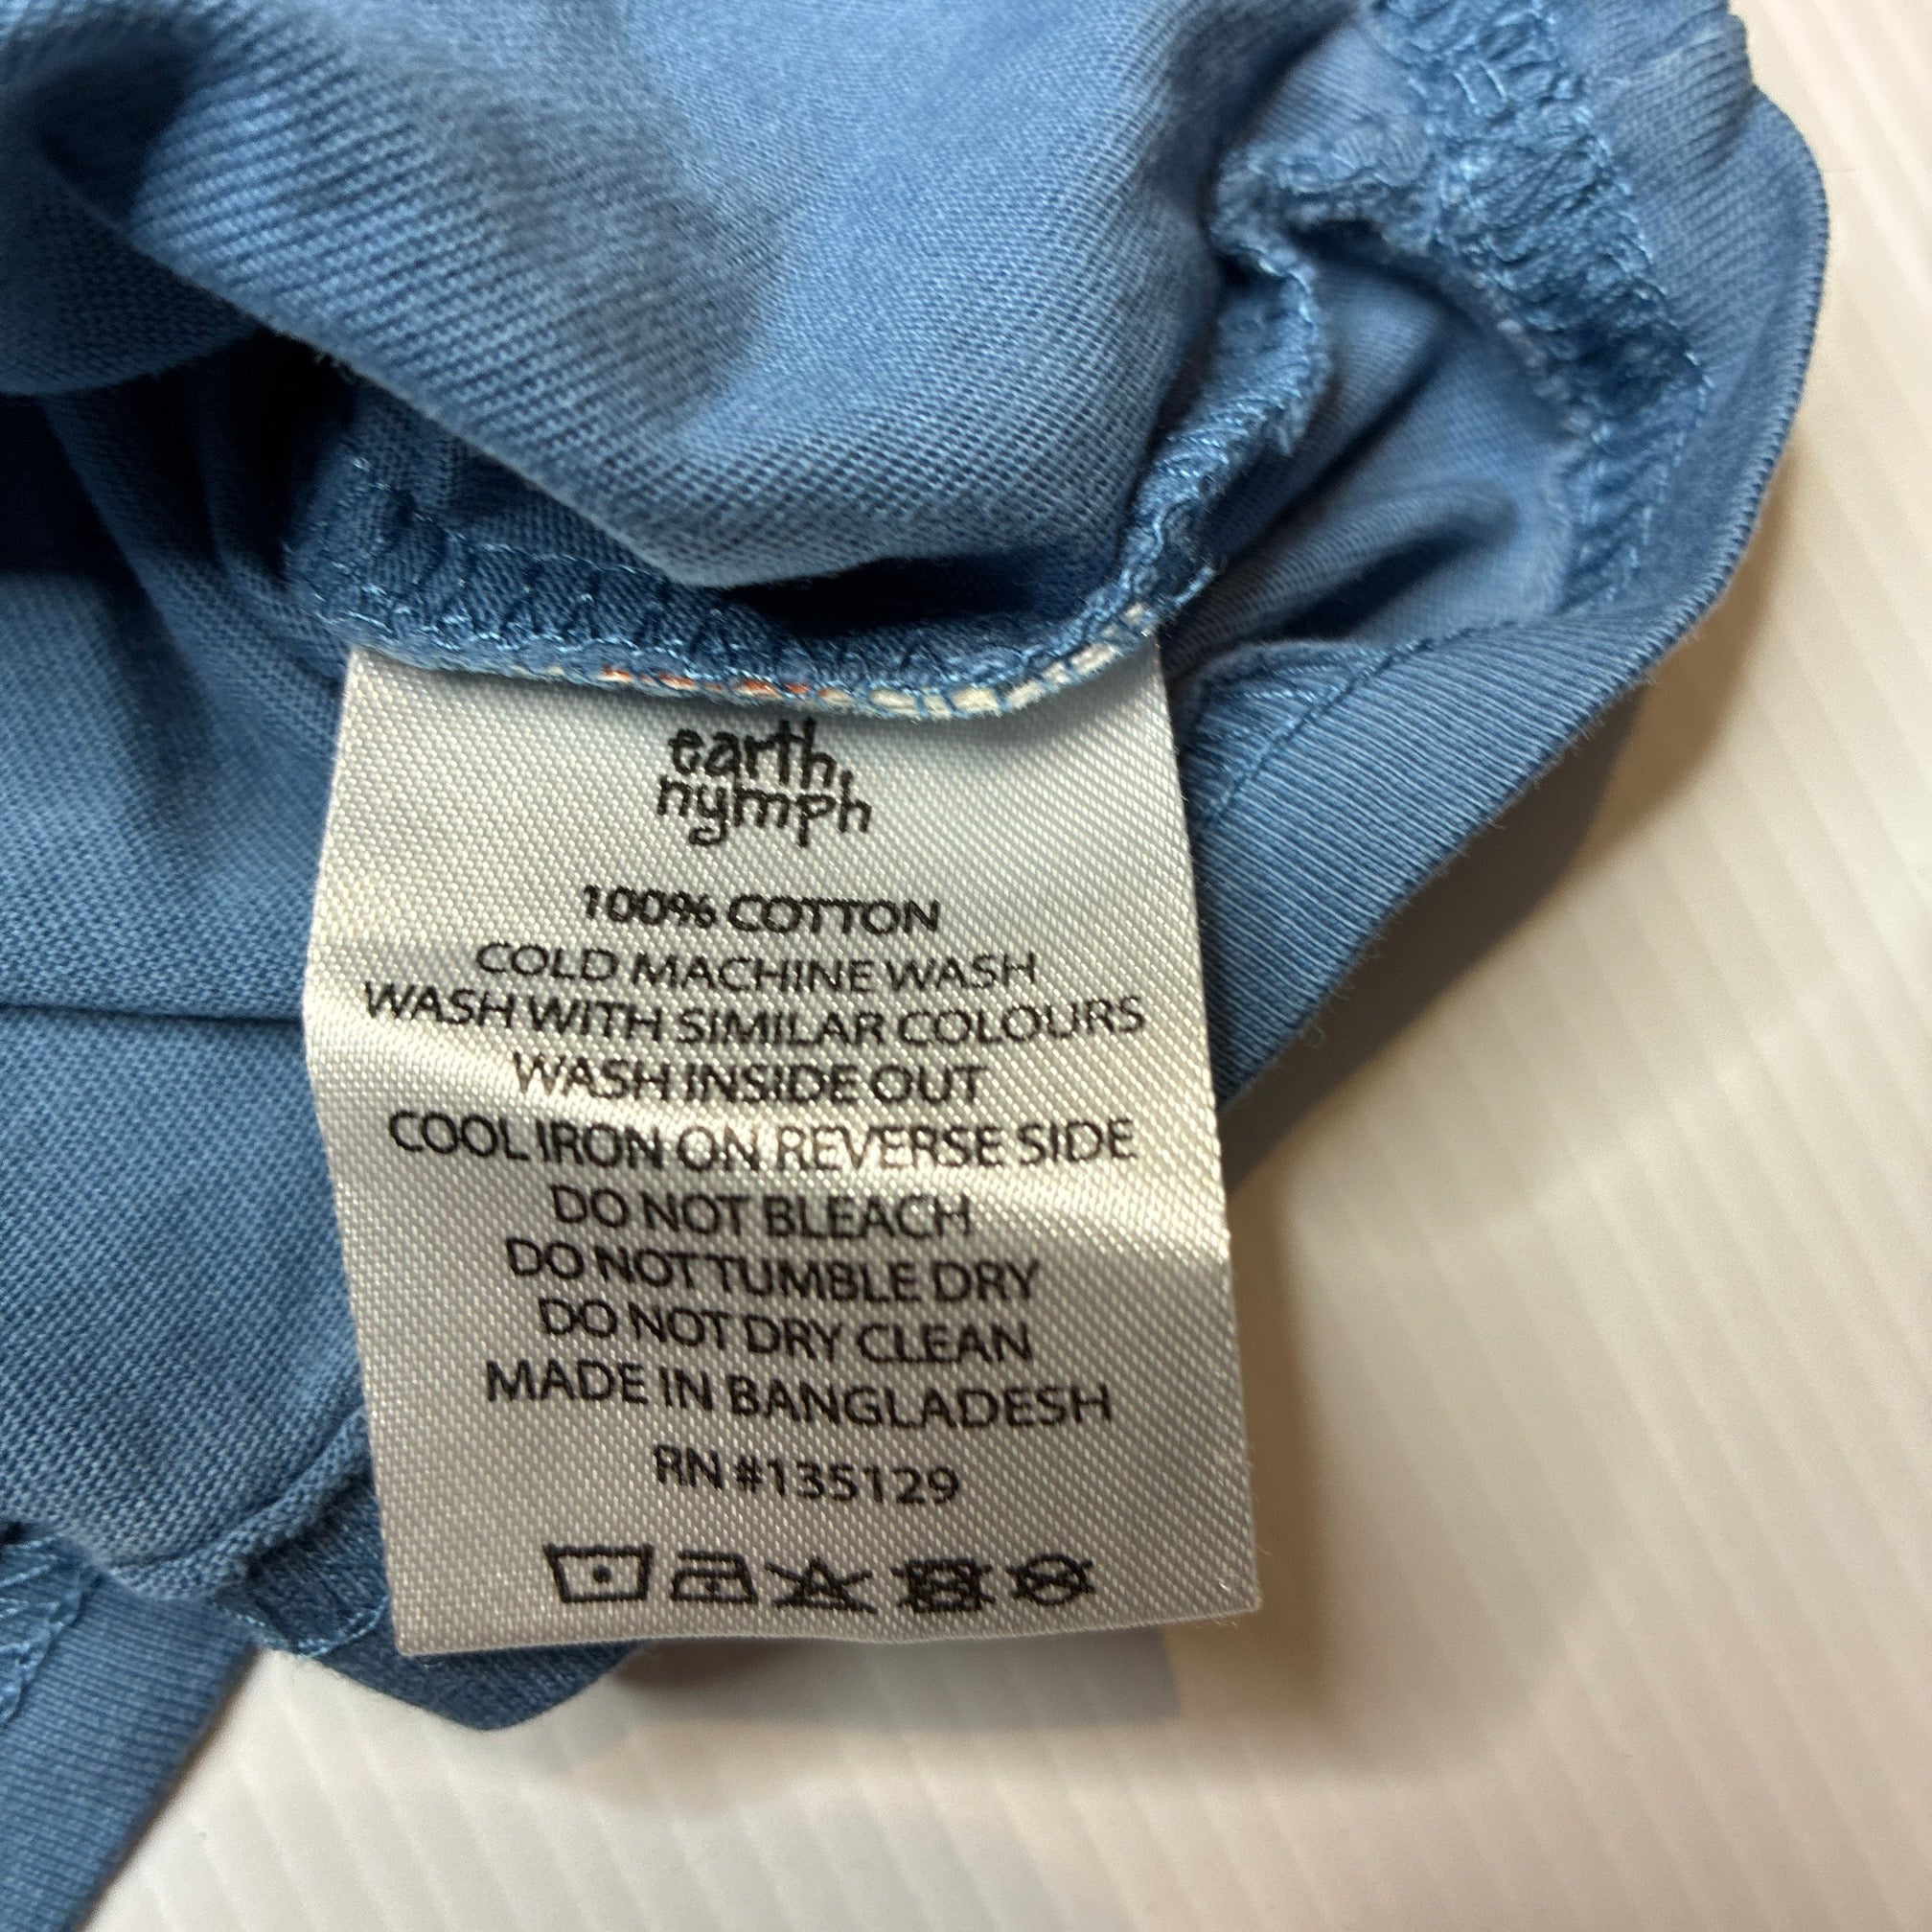 earth,
nymph
100% COTTON
COLD MACHINE WASH
WASH WITH SIMILAR COLOURS
WASH INSIDE OUT
COOL IRON ON REVERSE SIDE
DO NOT BLEACH
DO NOT TUMBLE DRY
DO NOT DRY CLEAN
MADE IN BANGLADESH
RN #135129